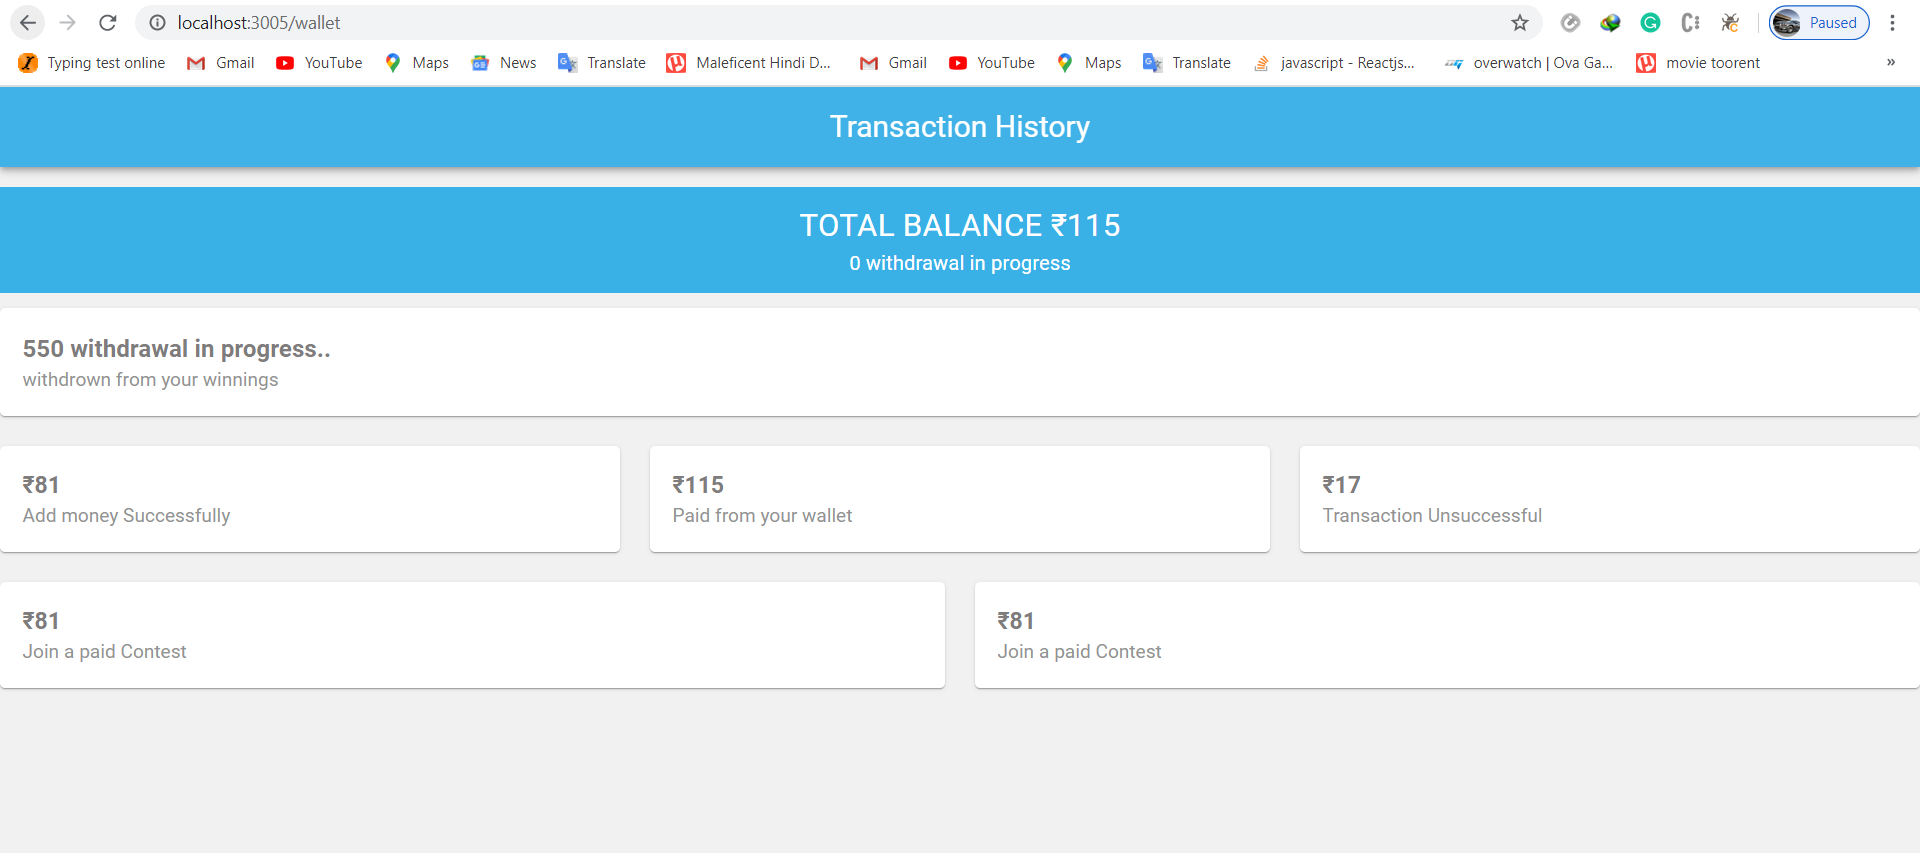 localhost:3005/wallet
Paused
Typing test online Gmail YouTube Maps News Translate Maleficent Hindi D... Gmail YouTube Maps Translate javascript - Reactjs... overwatch | Ova Ga... movie toorent »
Transaction History
TOTAL BALANCE ₹115
0 withdrawal in progress
550 withdrawal in progress..
withdrown from your winnings
₹81
Add money Successfully
₹115
Paid from your wallet
₹17
Transaction Unsuccessful
₹81
Join a paid Contest
₹81
Join a paid Contest